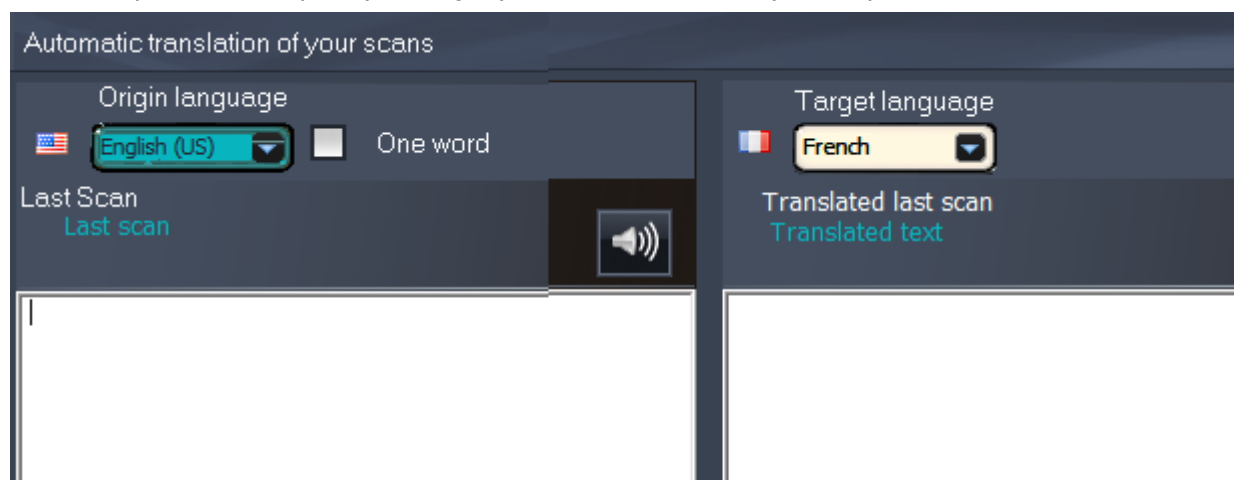 Automatic translation of your scans
Origin language
English (US)
One word
Last Scan
Last scan
Target language
French
Translated last scan
Translated text